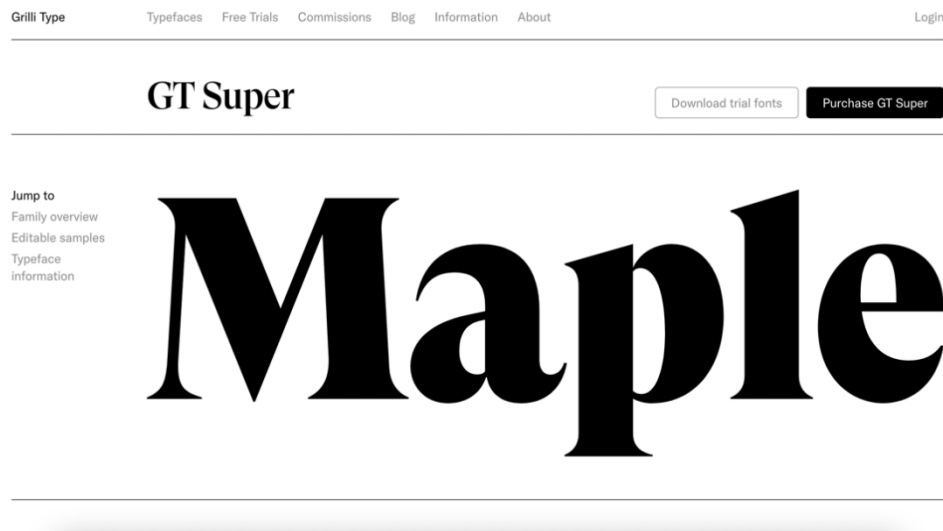 Grilli Type Typefaces Free Trials Commissions Blog Information About Login
GT Super
Download trial fonts Purchase GT Super
Jump to
Family overview
Editable samples
Typeface
information
Maple